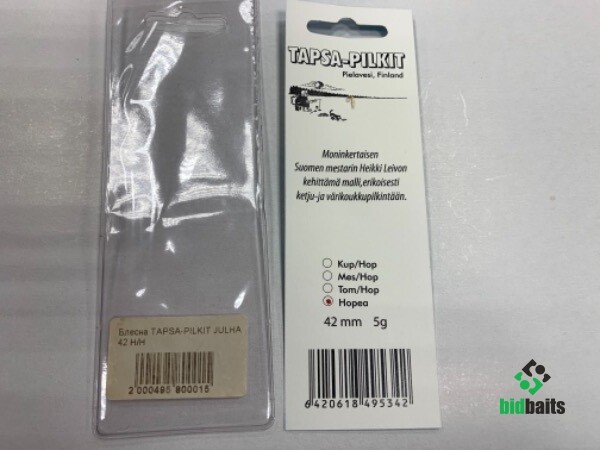 Блесна TAPSA-PILKIT JULHA
42 H/H
2 000485 800015
TAPSA-PILKIT
Pielavesi, Finland
Moninkertaisen
Suomen mestarin Heikki Leivon
kehittämä malli,erikoisesti
ketju-ja värikoukkupilkintään.
Kup/Hop
Mes/Hop
Tom/Hop
Hopea
42 mm 5g
6 420618 495342
bidbaits